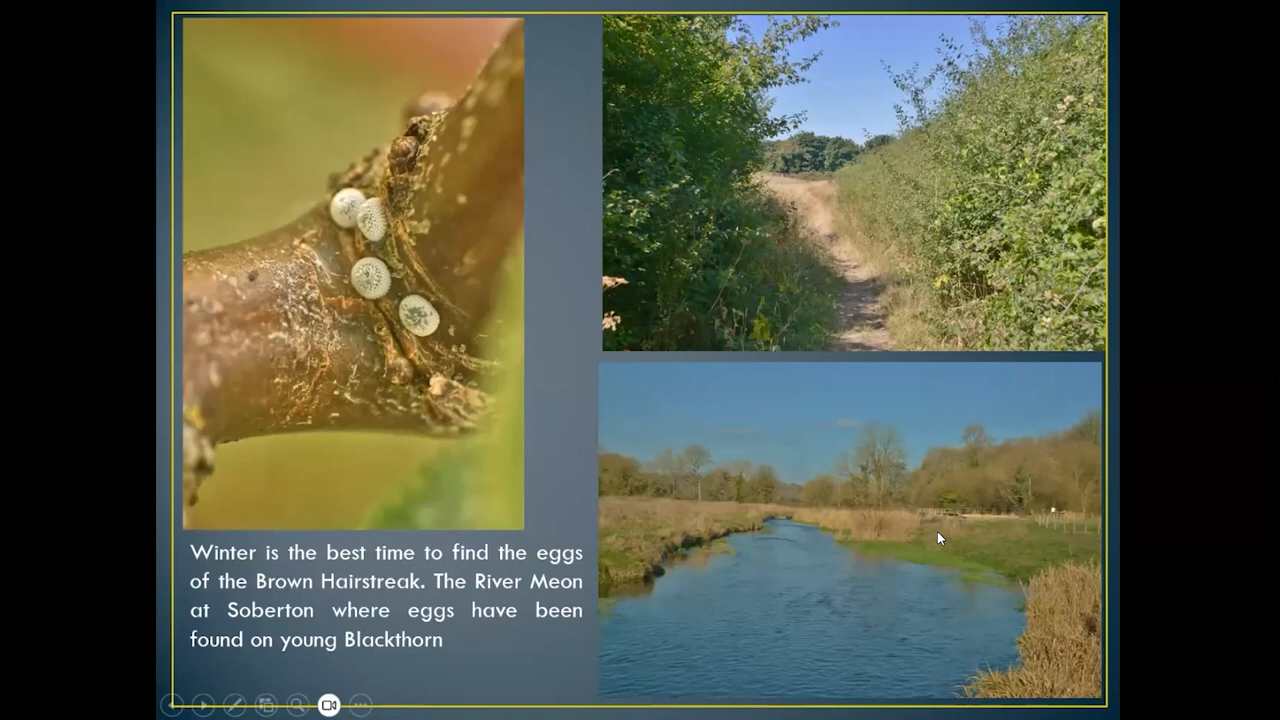 Winter is the best time to find the eggs
of the Brown Hairstreak. The River Meon
at Soberton where eggs have been
found on young Blackthorn